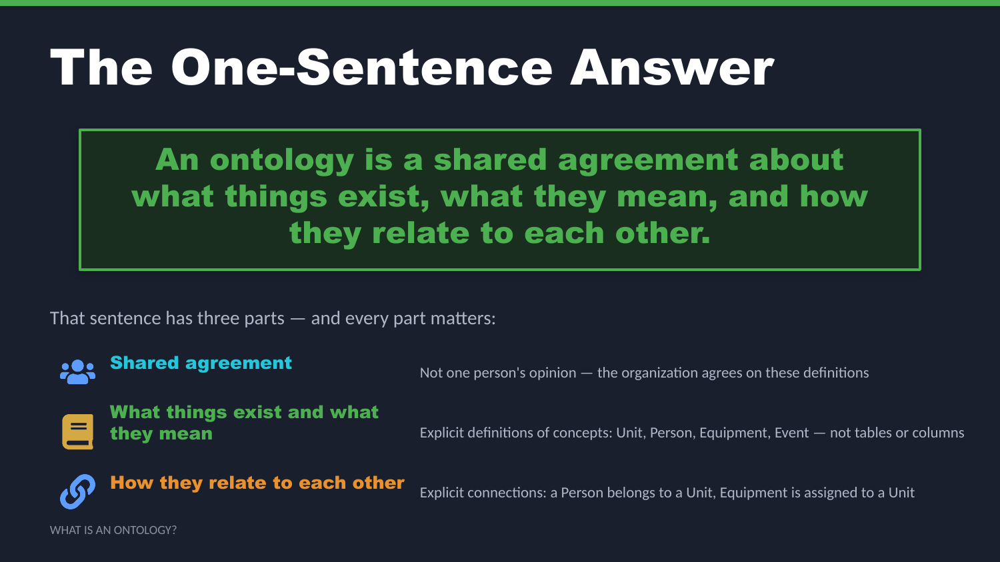 The One-Sentence Answer
An ontology is a shared agreement about
what things exist, what they mean, and how
they relate to each other.
That sentence has three parts — and every part matters:
Shared agreement
Not one person's opinion — the organization agrees on these definitions
What things exist and what
they mean
Explicit definitions of concepts: Unit, Person, Equipment, Event — not tables or columns
How they relate to each other
Explicit connections: a Person belongs to a Unit, Equipment is assigned to a Unit
WHAT IS AN ONTOLOGY?